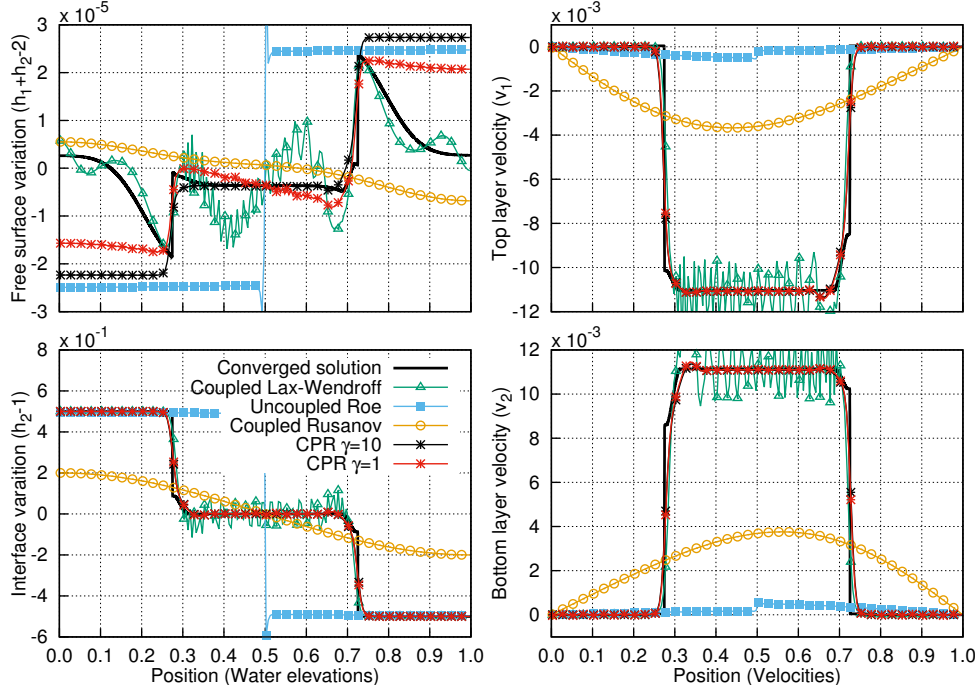 x 10⁻⁵
3
2
1
0
-1
-2
-3
Free surface variation (h₁+h₂-2)
x 10⁻³
0
-2
-4
-6
-8
-10
-12
Top layer velocity (v₁)
x 10⁻¹
8
6
4
2
0
-2
-4
-6
Interface varaition (h₂-1)
Converged solution
Coupled Lax-Wendroff
Uncoupled Roe
Coupled Rusanov
CPR γ=10
CPR γ=1
0.0 0.1 0.2 0.3 0.4 0.5 0.6 0.7 0.8 0.9 1.0
Position (Water elevations)
x 10⁻³
12
8
4
0
Bottom layer velocity (v₂)
0.0 0.1 0.2 0.3 0.4 0.5 0.6 0.7 0.8 0.9 1.0
Position (Velocities)